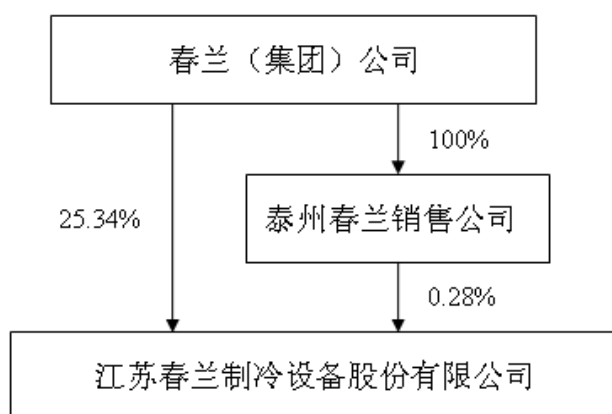 春兰（集团）公司
100%
25.34%
泰州春兰销售公司
0.28%
江苏春兰制冷设备股份有限公司